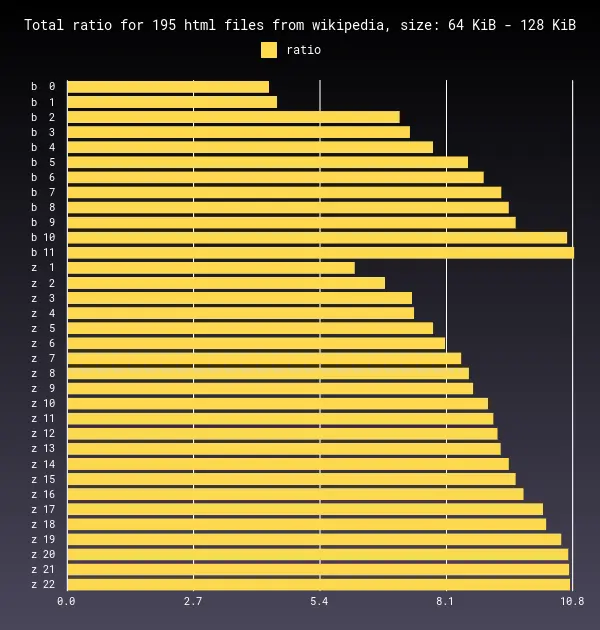 Total ratio for 195 html files from wikipedia, size: 64 KiB - 128 KiB
ratio
b 0
b 1
b 2
b 3
b 4
b 5
b 6
b 7
b 8
b 9
b 10
b 11
z 1
z 2
z 3
z 4
z 5
z 6
z 7
z 8
z 9
z 10
z 11
z 12
z 13
z 14
z 15
z 16
z 17
z 18
z 19
z 20
z 21
z 22
0.0 2.7 5.4 8.1 10.8